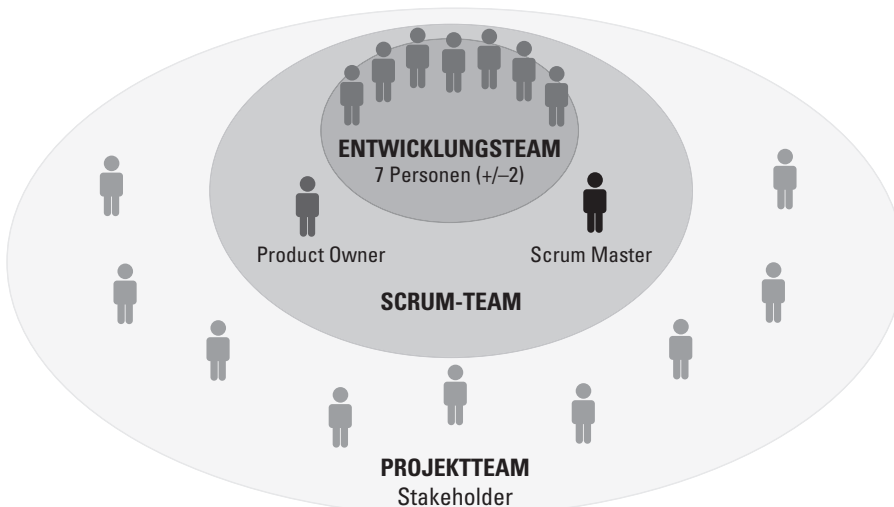 ENTWICKLUNGSTEAM
7 Personen (+/–2)
Product Owner
Scrum Master
SCRUM-TEAM
PROJEKTTEAM
Stakeholder